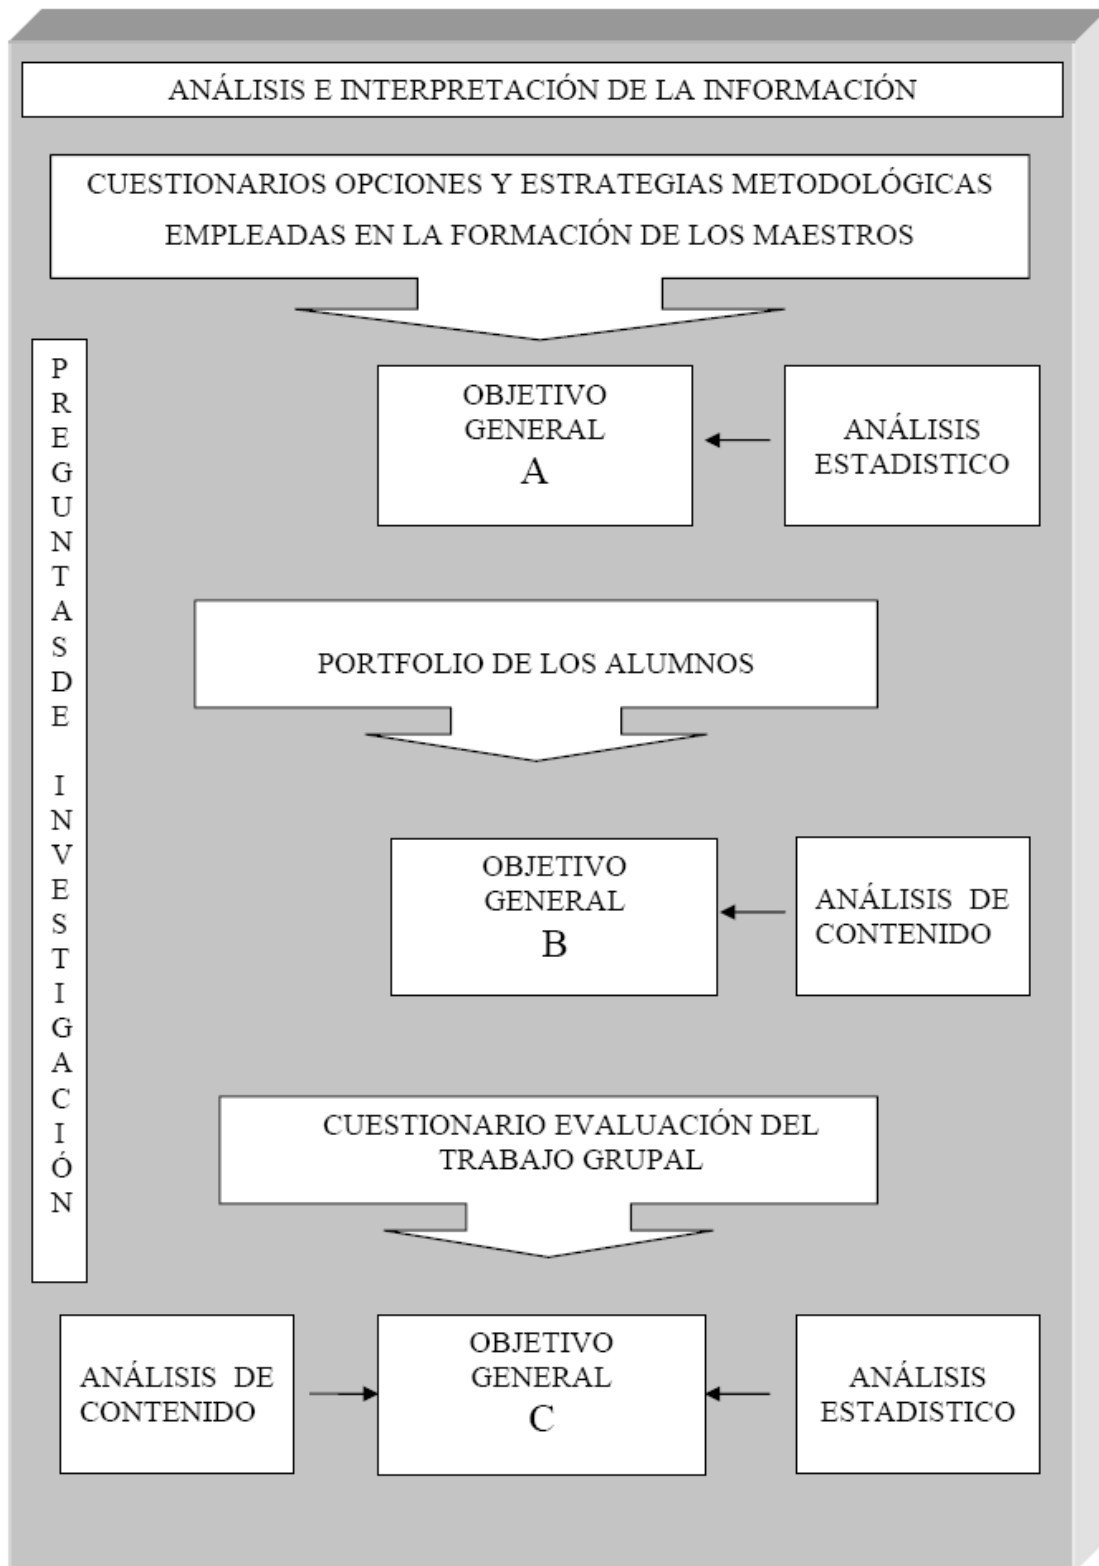 ANÁLISIS E INTERPRETACIÓN DE LA INFORMACIÓN
CUESTIONARIOS OPCIONES Y ESTRATEGIAS METODOLÓGICAS
EMPLEADAS EN LA FORMACIÓN DE LOS MAESTROS
PREGUNTASDE INVESTIGACIÓN
OBJETIVO
GENERAL
A
ANÁLISIS
ESTADISTICO
PORTFOLIO DE LOS ALUMNOS
OBJETIVO
GENERAL
B
ANÁLISIS DE
CONTENIDO
CUESTIONARIO EVALUACIÓN DEL
TRABAJO GRUPAL
ANÁLISIS DE
CONTENIDO
OBJETIVO
GENERAL
C
ANÁLISIS
ESTADISTICO